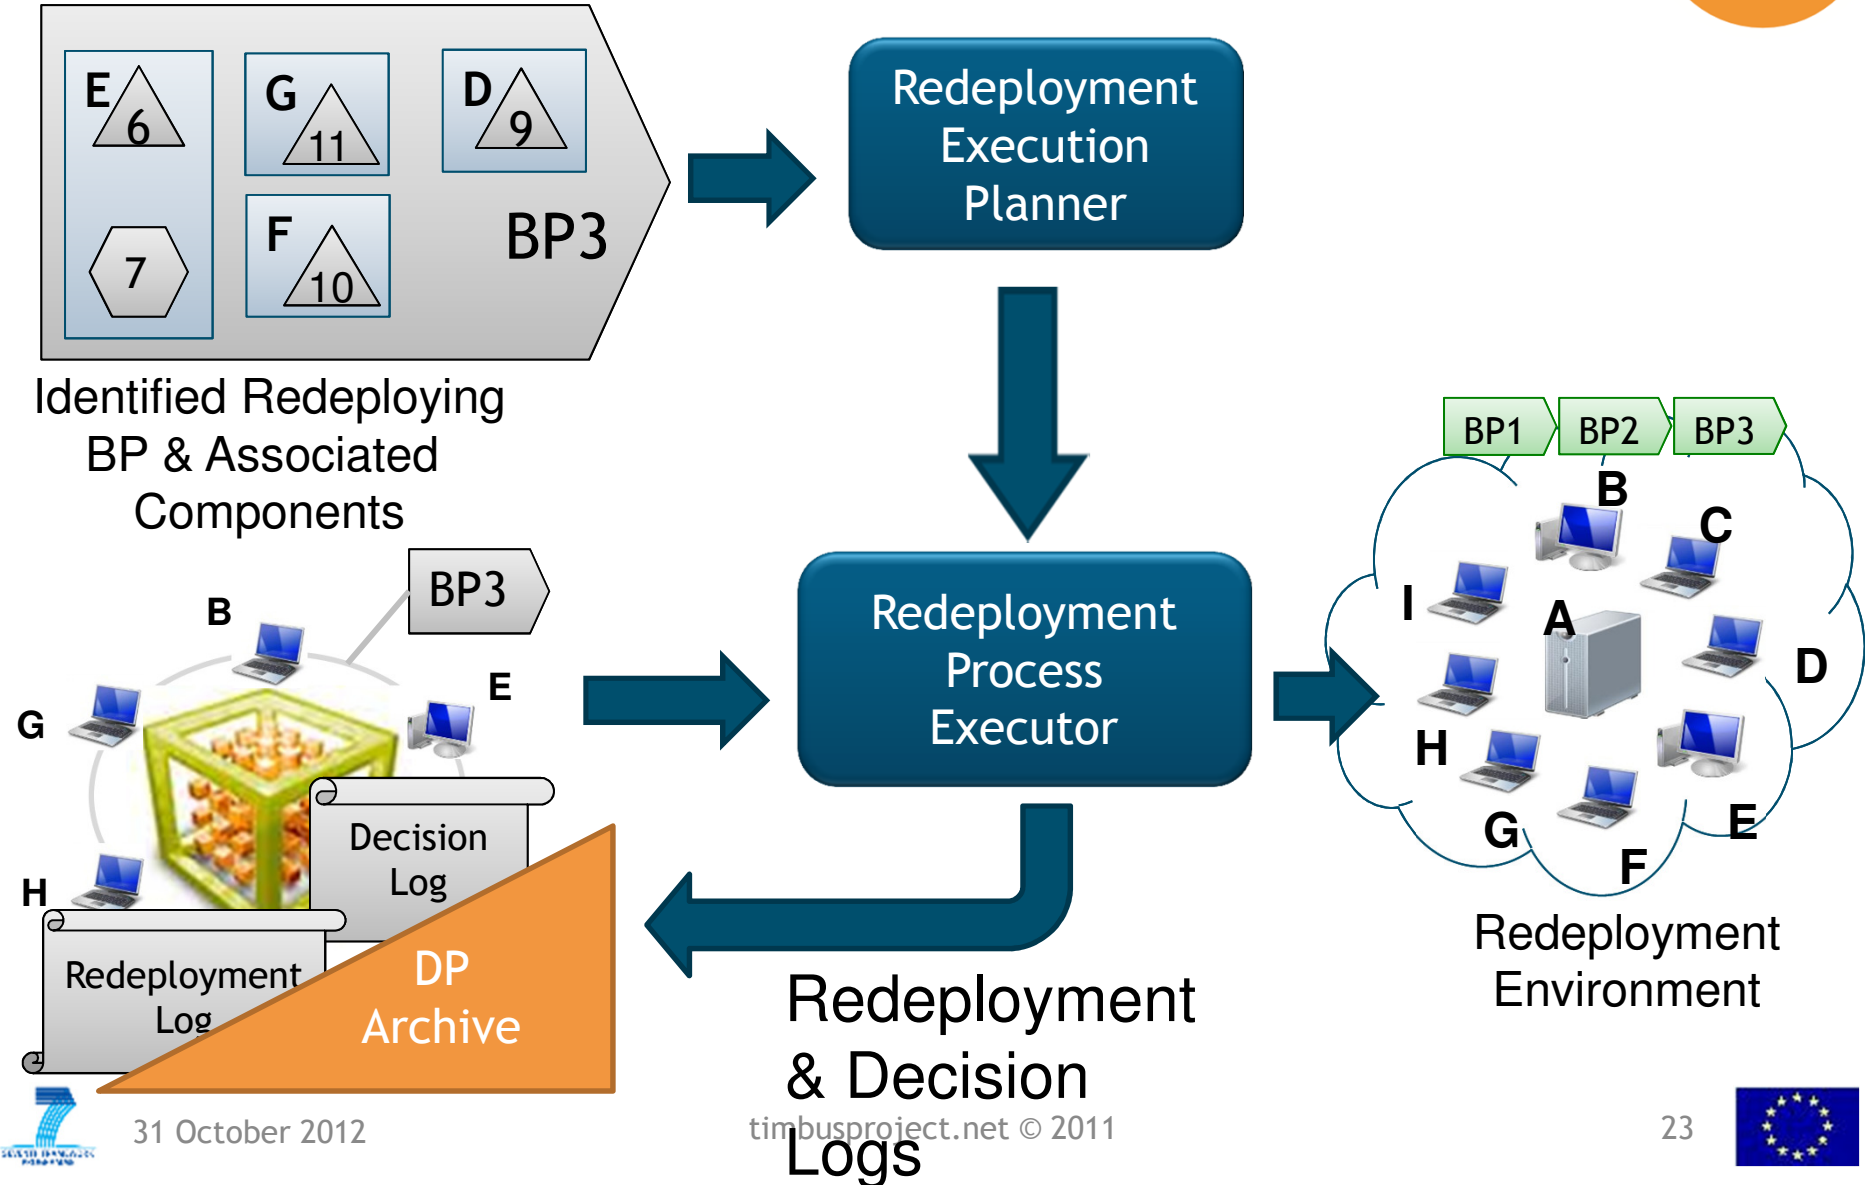 E
6
7
G
11
F
10
D
9
BP3
Identified Redeploying
BP & Associated
Components
Redeployment
Execution
Planner
BP3
B
E
G
H
Decision
Log
Redeployment
Log
DP
Archive
Redeployment
Process
Executor
Redeployment
& Decision
Logs
BP1
BP2
BP3
B
C
I
A
D
H
G
E
F
Redeployment
Environment
31 October 2012
timbusproject.net © 2011
23